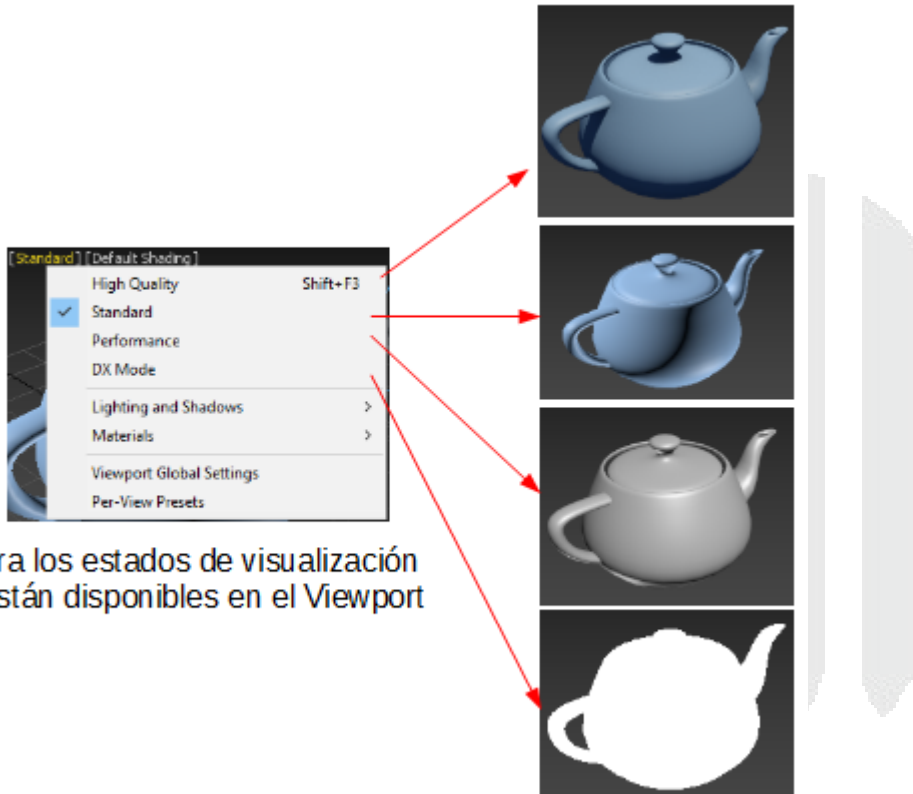 [Standard] [Default Shading]
High Quality Shift+F3
Standard
Performance
DX Mode
Lighting and Shadows
Materials
Viewport Global Settings
Per-View Presets
ra los estados de visualización
stán disponibles en el Viewport